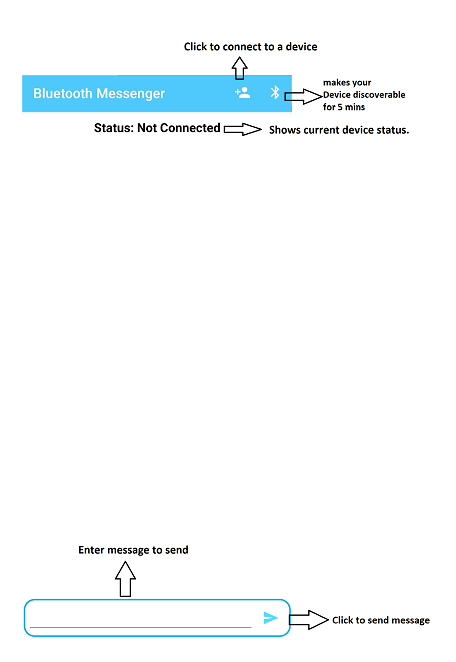 Click to connect to a device
Bluetooth Messenger
makes your
Device discoverable
for 5 mins
Status: Not Connected
Shows current device status.
Enter message to send
Click to send message